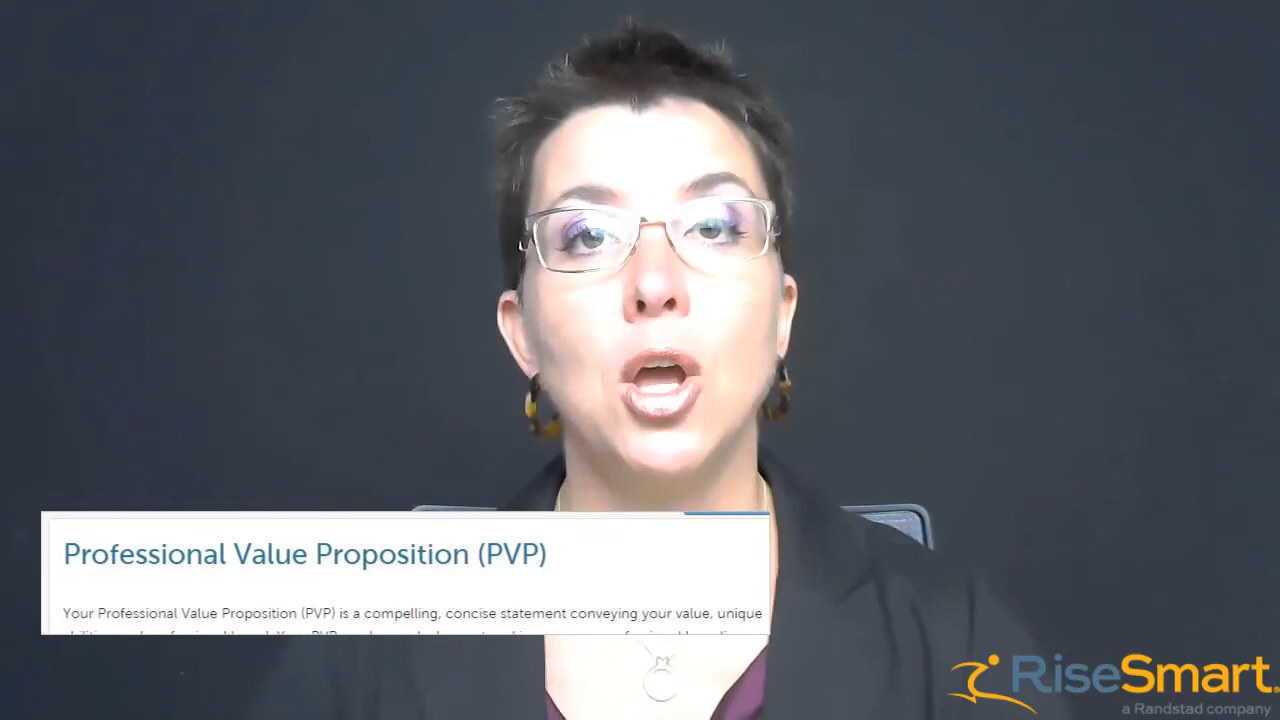 Professional Value Proposition (PVP)
Your Professional Value Proposition (PVP) is a compelling, concise statement conveying your value, unique
RiseSmart.
a Randstad company